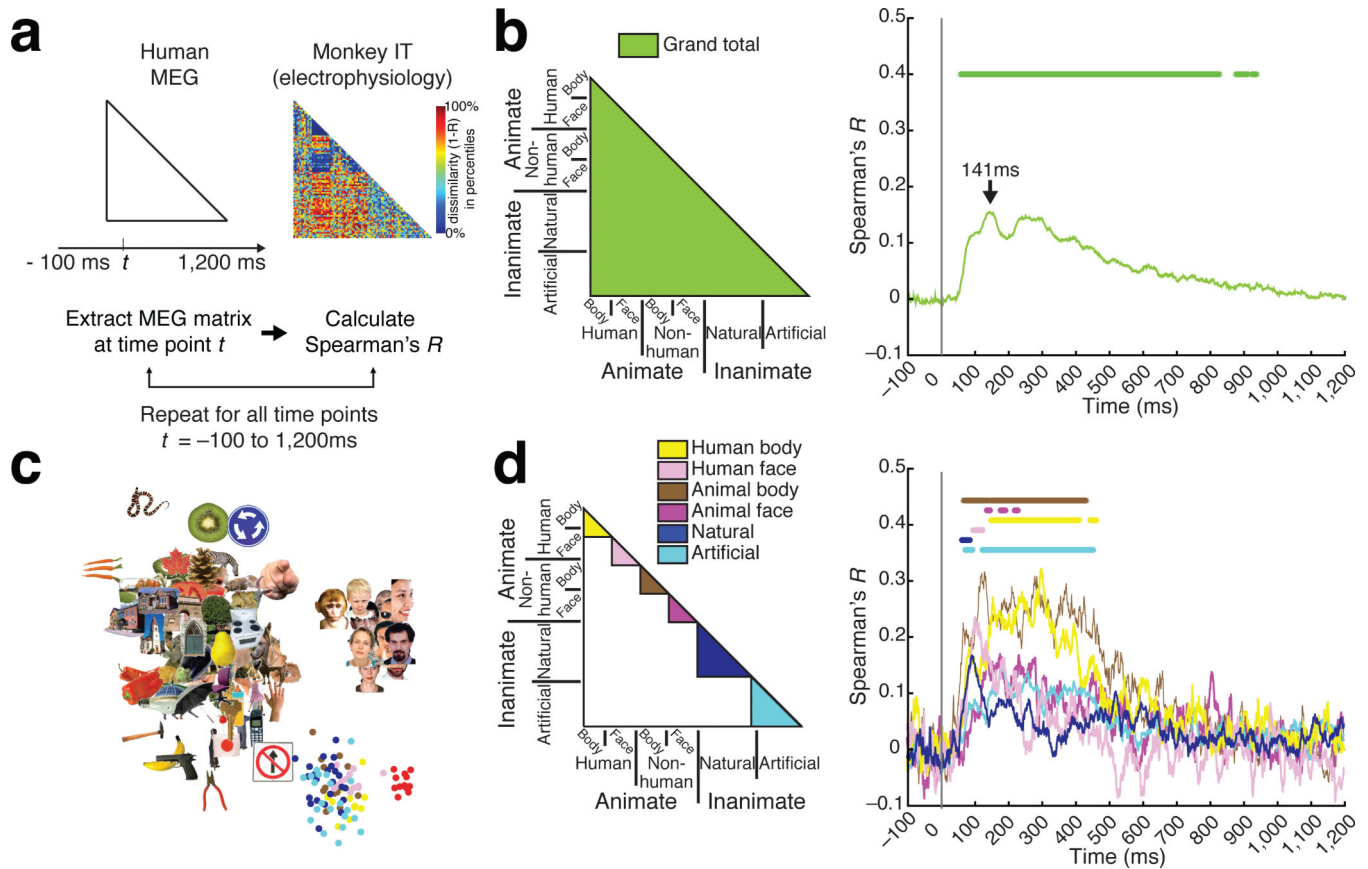 a
Human
MEG
Monkey IT
(electrophysiology)
100%
dissimilarity (1-R)
in percentiles
0%
- 100 ms
t
1,200 ms
Extract MEG matrix
at time point t
Calculate
Spearman's R
Repeat for all time points
t = –100 to 1,200ms
b
Grand total
Animate
Human
Body
Face
Non-
human
Body
Face
Inanimate
Natural
Artificial
Body
Face
Body
Face
Human
Non-
human
Natural
Artificial
Animate
Inanimate
Spearman's R
0.5
0.4
0.3
0.2
0.1
0
–0.1
141ms
–100
0
100
200
300
400
500
600
700
800
900
1,000
1,100
1,200
Time (ms)
c
d
Human body
Human face
Animal body
Animal face
Natural
Artificial
Animate
Human
Body
Face
Non-
human
Body
Face
Inanimate
Natural
Artificial
Body
Face
Body
Face
Human
Non-
human
Natural
Artificial
Animate
Inanimate
Spearman's R
0.5
0.4
0.3
0.2
0.1
0
–0.1
–100
0
100
200
300
400
500
600
700
800
900
1,000
1,100
1,200
Time (ms)